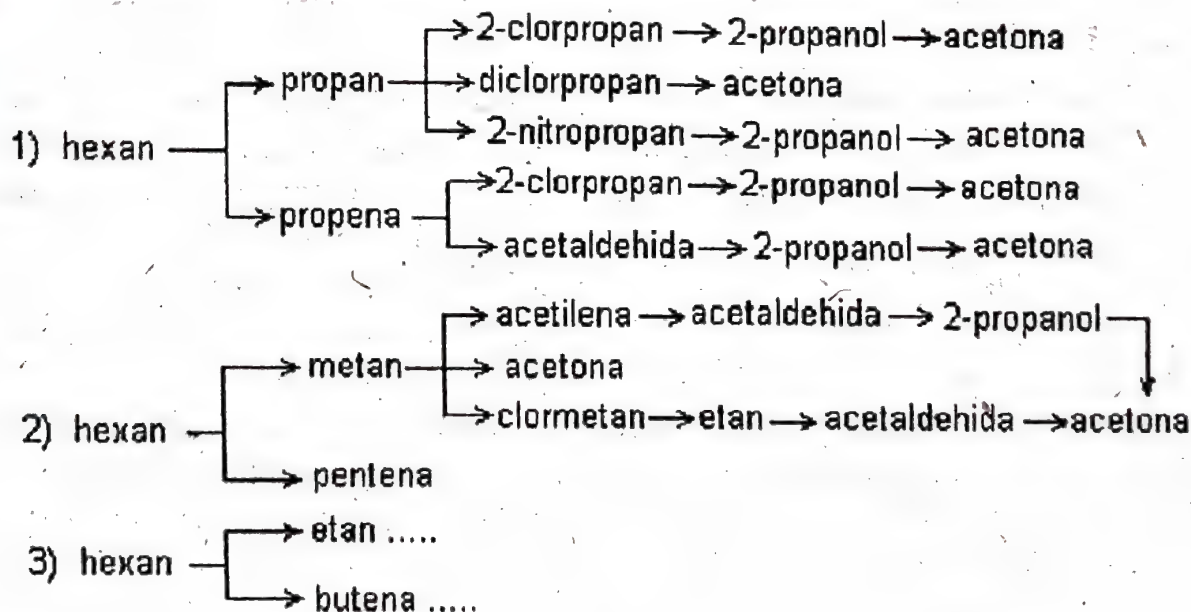 → 2-clorpropan → 2-propanol → acetona
1) hexan → propan → diclorpropan → acetona
→ 2-nitropropan → 2-propanol → acetona
→ propena → 2-clorpropan → 2-propanol → acetona
→ acetaldehida → 2-propanol → acetona
→ acetilena → acetaldehida → 2-propanol
2) hexan → metan → acetona
→ clormetan → etan → acetaldehida → acetona
→ pentena
3) hexan → etan .....
→ butena .....